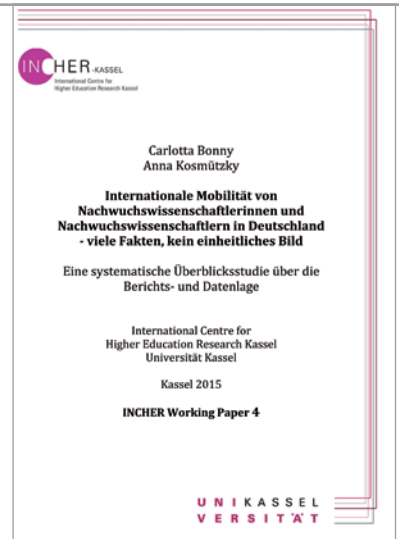 INCHER-KASSEL
International Centre for
Higher Education Research Kassel
Carlotta Bonny
Anna Kosmützky
Internationale Mobilität von
Nachwuchswissenschaftlerinnen und
Nachwuchswissenschaftlern in Deutschland
- viele Fakten, kein einheitliches Bild
Eine systematische Überblicksstudie über die
Berichts- und Datenlage
International Centre for
Higher Education Research Kassel
Universität Kassel
Kassel 2015
INCHER Working Paper 4
UNIKASSEL
VERSITÄT